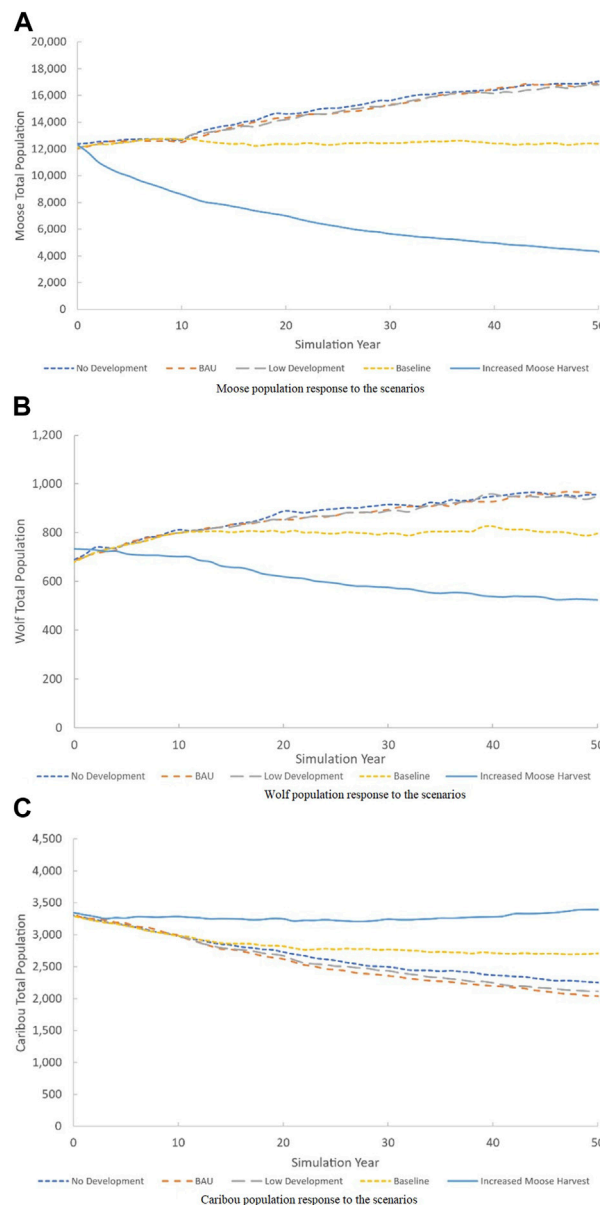 A
20,000
18,000
16,000
14,000
12,000
10,000
8,000
6,000
4,000
2,000
0
Moose Total Population
0 10 20 30 40 50
Simulation Year
No Development BAU Low Development Baseline Increased Moose Harvest
Moose population response to the scenarios
B
1,200
1,000
800
600
400
200
0
Wolf Total Population
0 10 20 30 40 50
Simulation Year
No Development BAU Low Development Baseline Increased Moose Harvest
Wolf population response to the scenarios
C
4,500
4,000
3,500
3,000
2,500
2,000
1,500
1,000
500
0
Caribou Total Population
0 10 20 30 40 50
Simulation Year
No Development BAU Low Development Baseline Increased Moose Harvest
Caribou population response to the scenarios